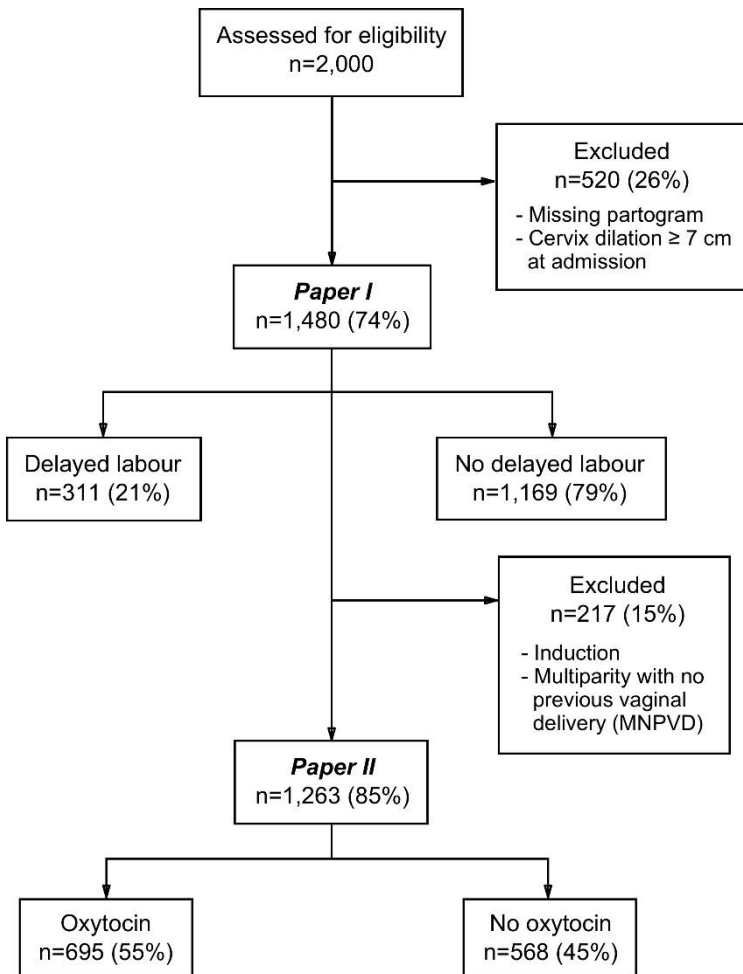 Assessed for eligibility
n=2,000
Excluded
n=520 (26%)
- Missing partogram
- Cervix dilation ≥ 7 cm
at admission
Paper I
n=1,480 (74%)
Delayed labour
n=311 (21%)
No delayed labour
n=1,169 (79%)
Excluded
n=217 (15%)
- Induction
- Multiparity with no
previous vaginal
delivery (MNPVD)
Paper II
n=1,263 (85%)
Oxytocin
n=695 (55%)
No oxytocin
n=568 (45%)